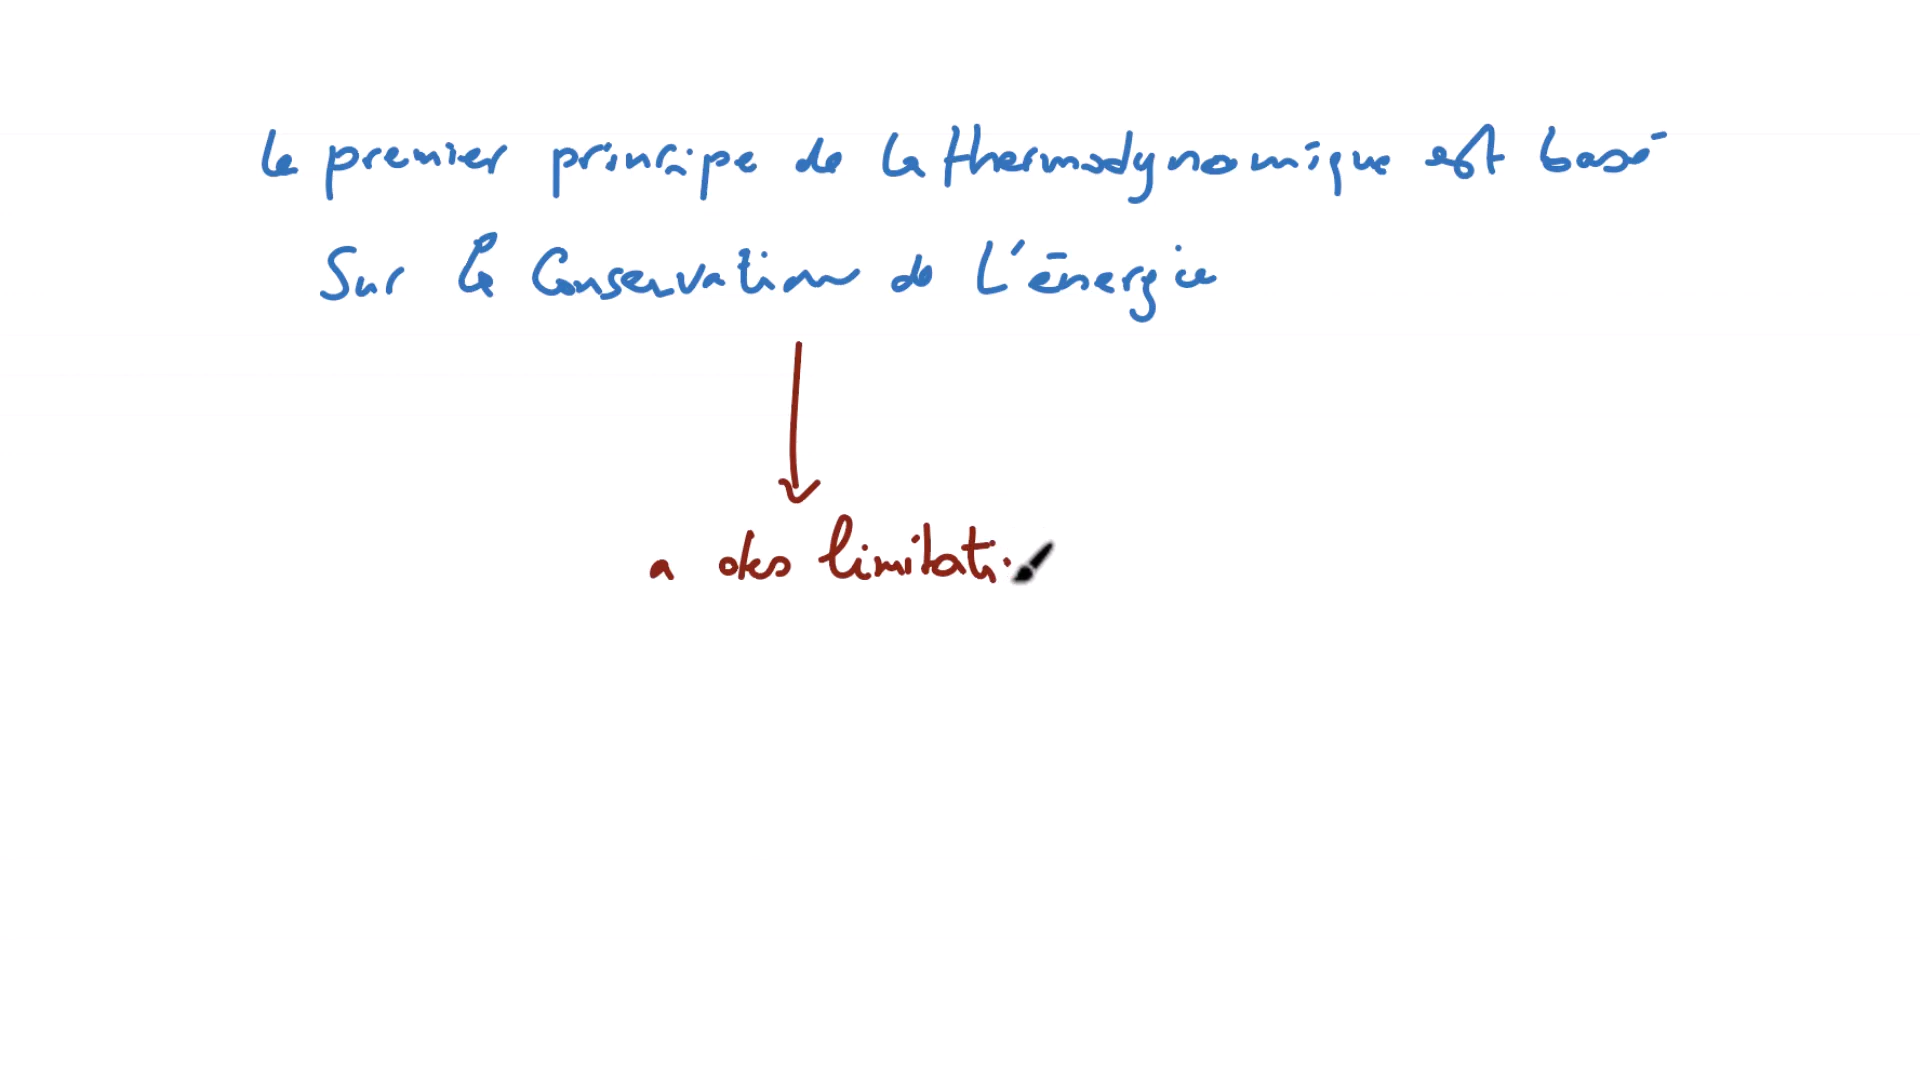 le premier principe de la thermodynamique est basé
Sur la Conservation de L'énergie
a des limitati